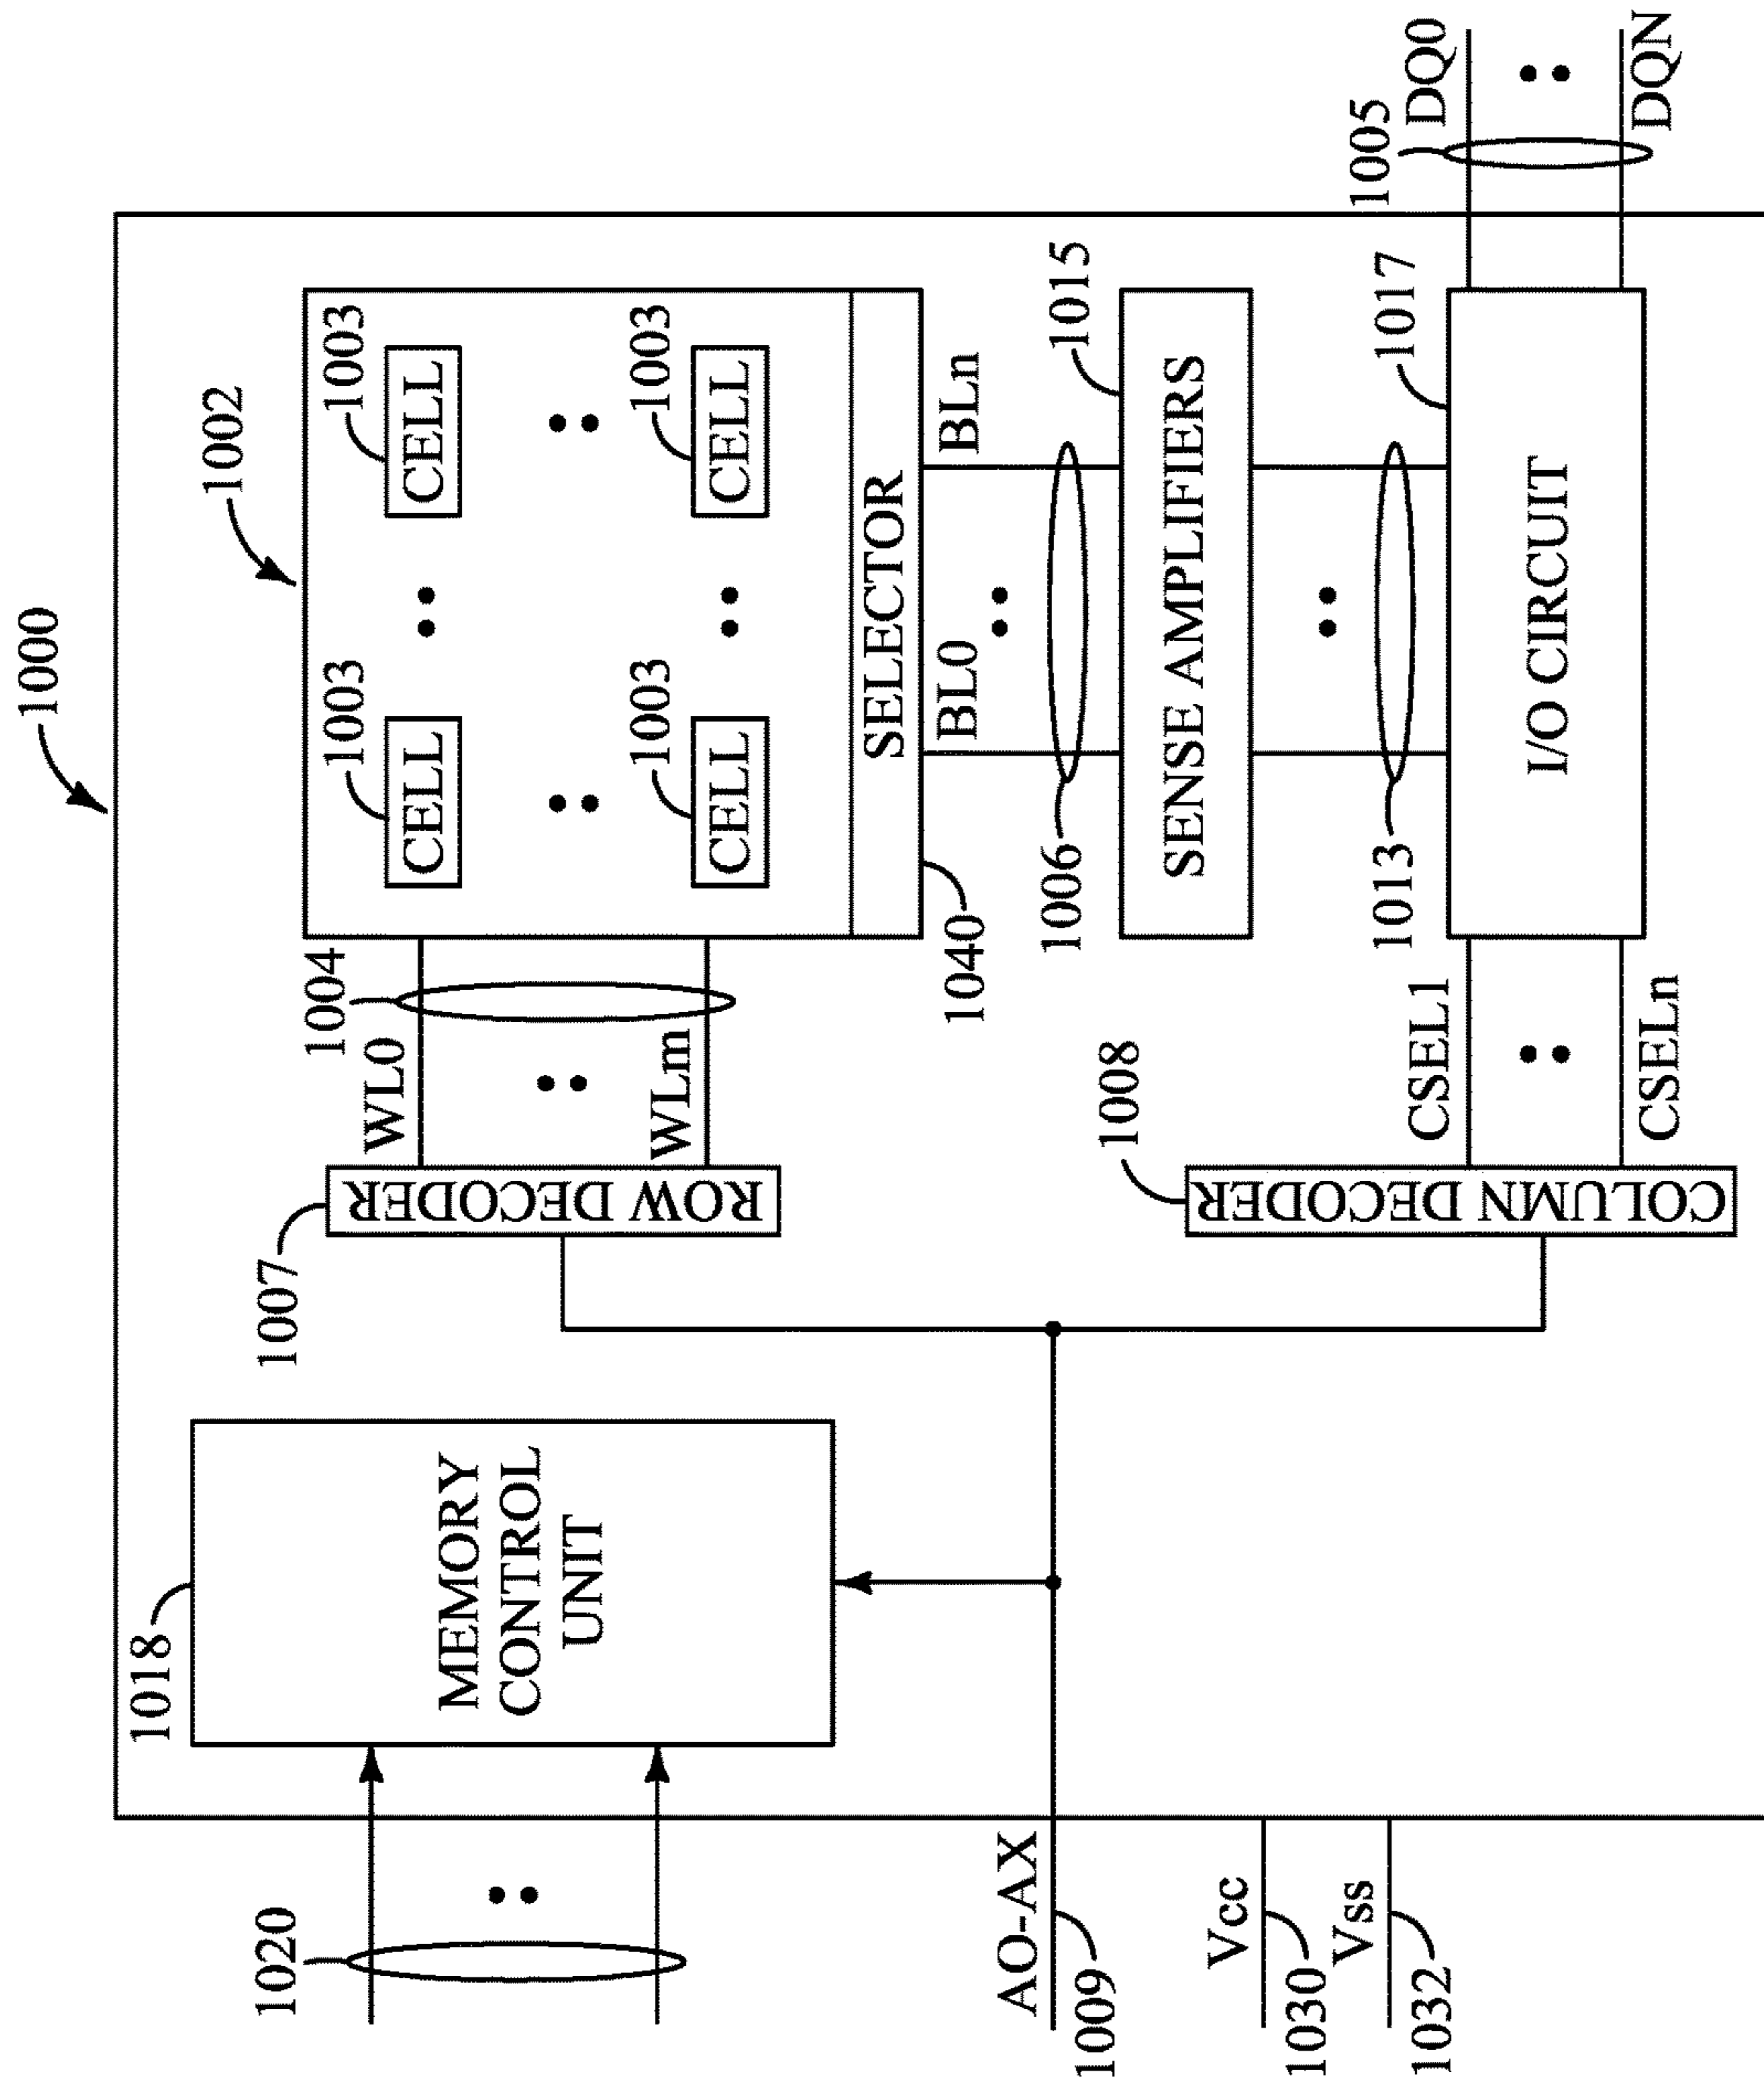 1000
1002
1003
CELL
1003
CELL
1003
CELL
1003
CELL
SELECTOR
1040
1004
WL0
WLm
1007
ROW DECODER
1018
MEMORY
CONTROL
UNIT
1020
BL0
BLn
1006
1015
SENSE AMPLIFIERS
1013
1017
I/O CIRCUIT
1005
DQ0
DQN
1008
COLUMN DECODER
CSEL1
CSELn
AO-AX
1009
Vcc
1030
Vss
1032